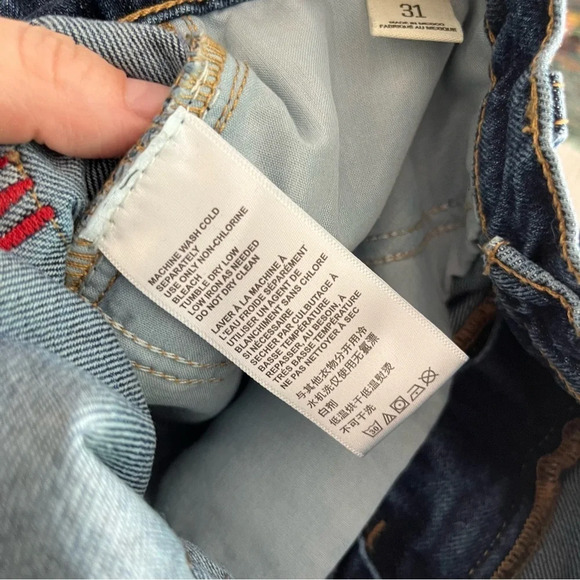 31
MADE IN MEXICO
FABRIQUÉ AU MEXIQUE
MACHINE WASH COLD
SEPARATELY
USE ONLY NON-CHLORINE
BLEACH
TUMBLE DRY LOW
LOW IRON AS NEEDED
DO NOT DRY CLEAN
LAVER À LA MACHINE À
L'EAU FROIDE SÉPARÉMENT
UTILISER UN AGENT DE
BLANCHIMENT SANS CHLORE
SI NÉCESSAIRE
SÉCHER PAR CULBUTAGE À
BASSE TEMPÉRATURE
REPASSER, AU BESOIN, À
BASSE TEMPÉRATURE
NE PAS NETTOYER À SEC
与其他衣物分开用冷
水机洗仅使用无氯漂
白剂
低温烘干低温熨烫
不可干洗
30